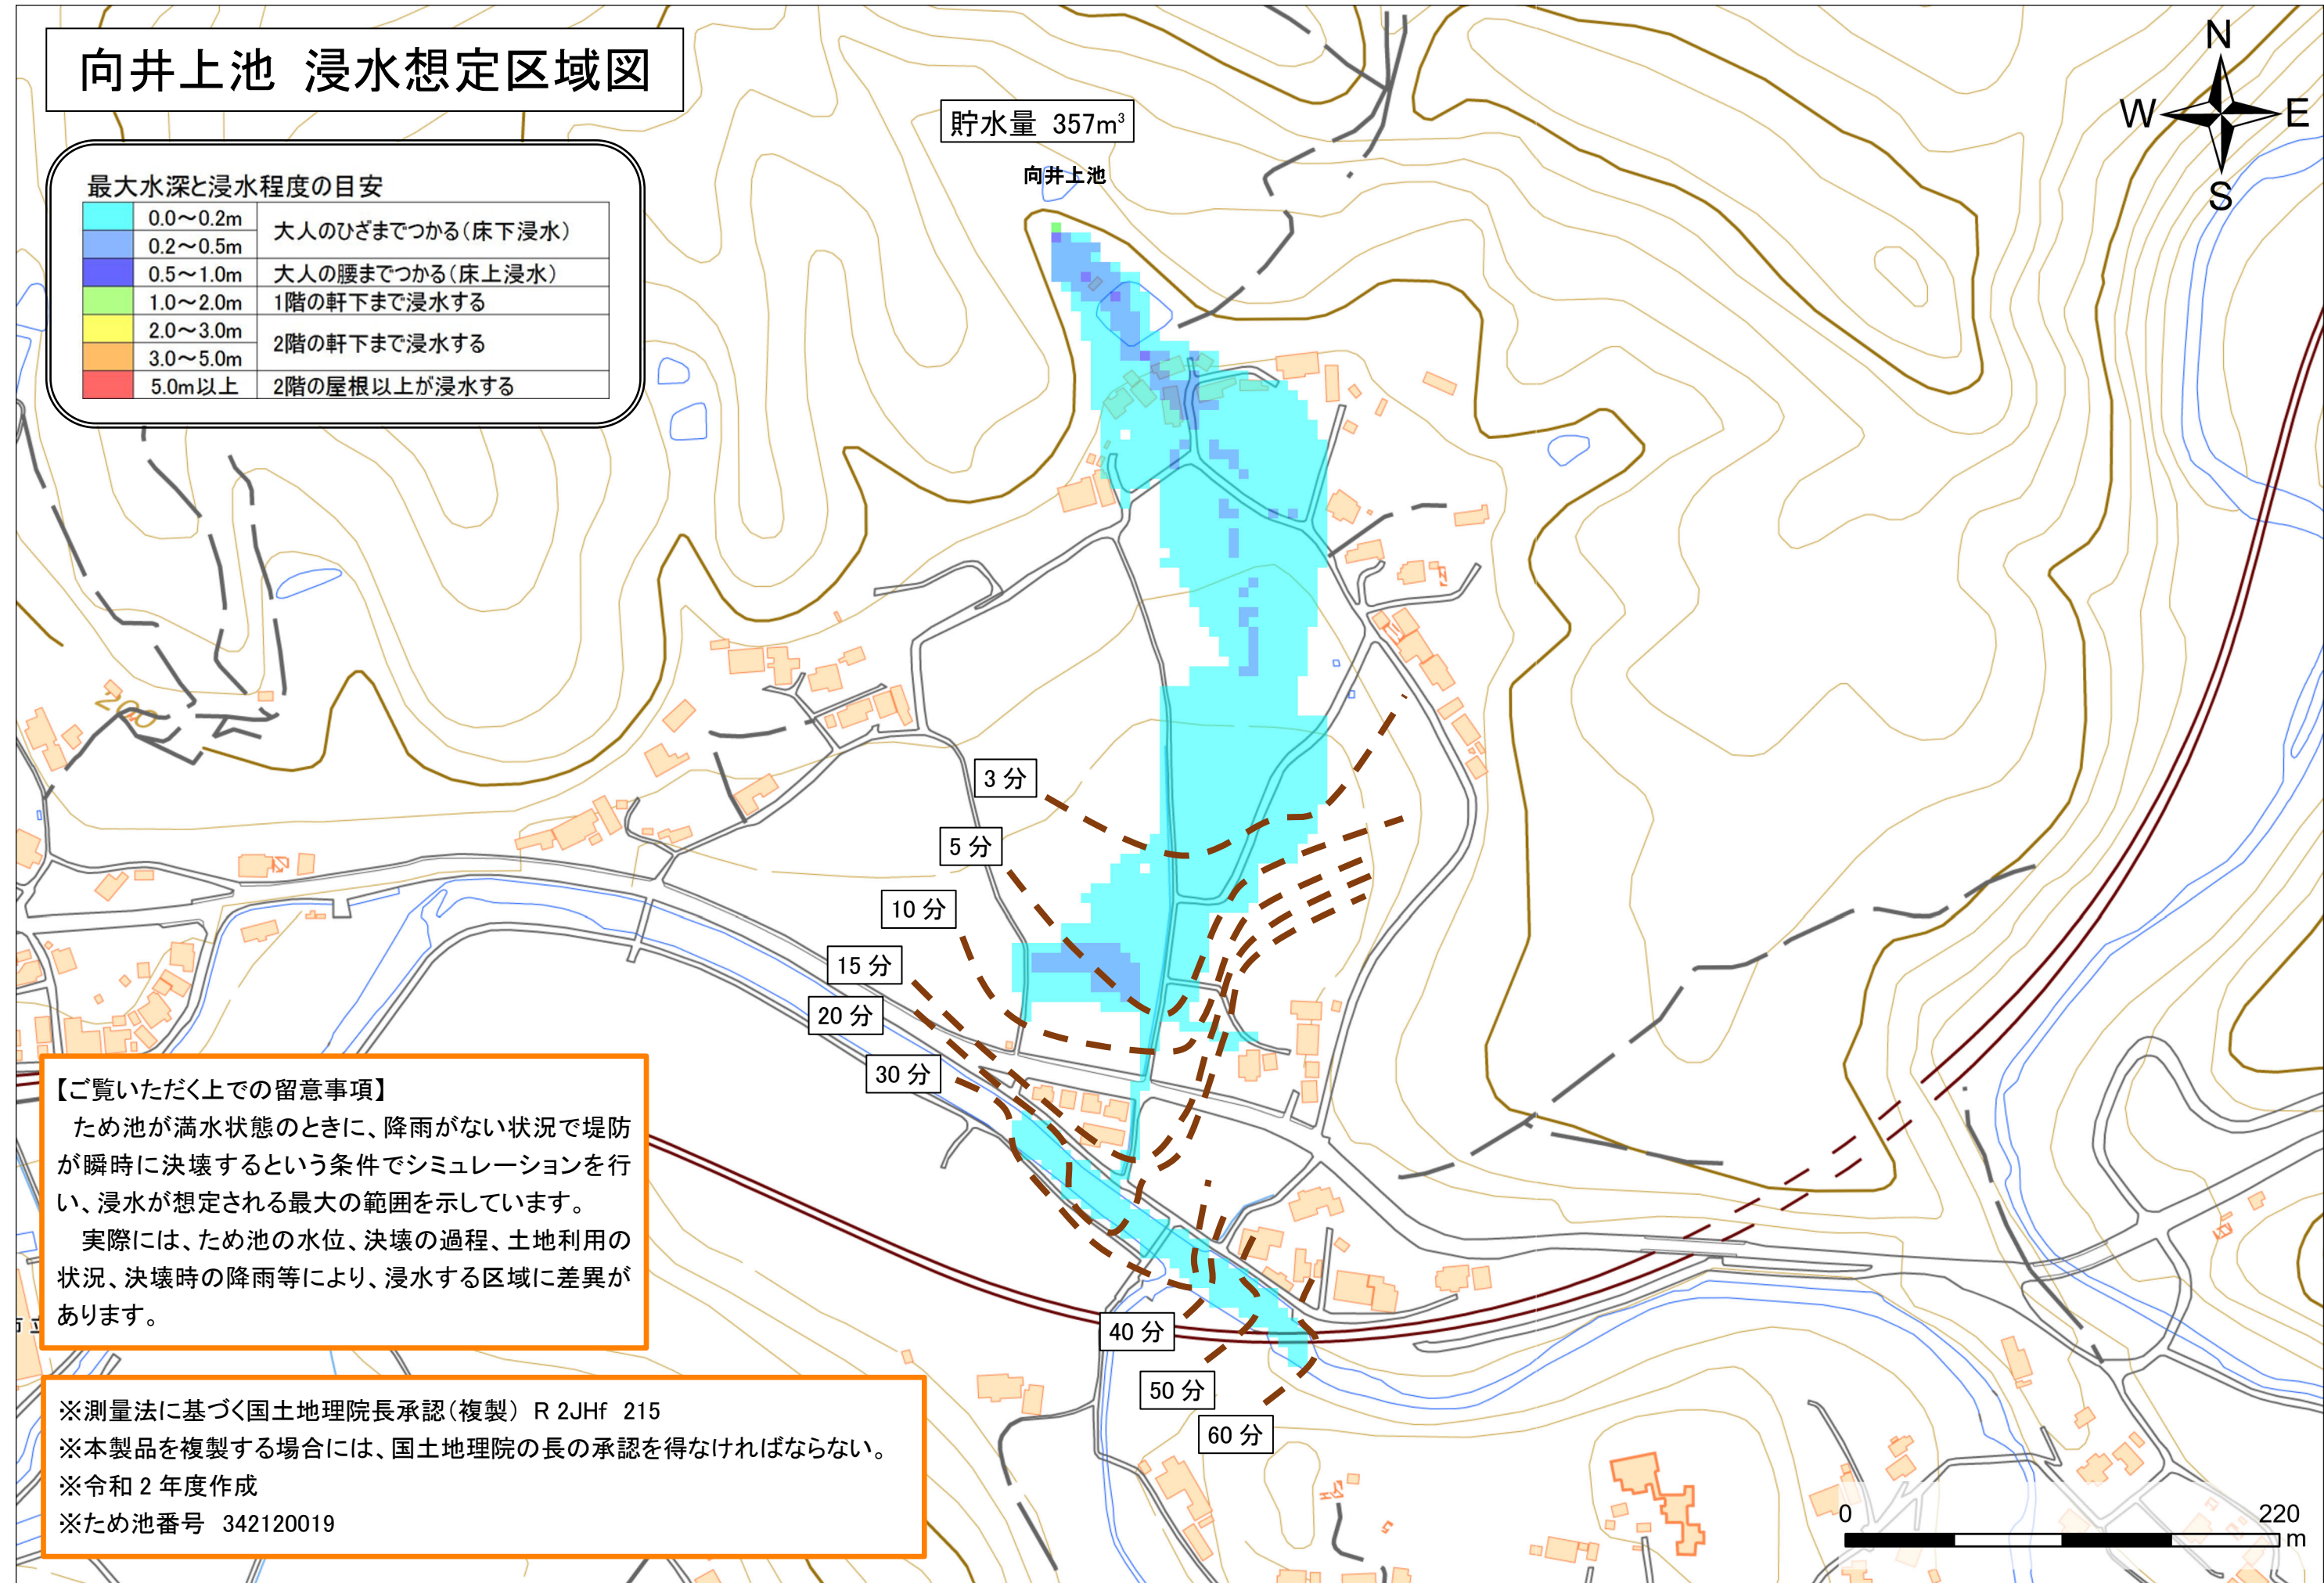 向井上池 浸水想定区域図
最大水深と浸水程度の目安
0.0～0.2m 大人のひざまでつかる(床下浸水)
0.2～0.5m
0.5～1.0m 大人の腰までつかる(床上浸水)
1.0～2.0m 1階の軒下まで浸水する
2.0～3.0m 2階の軒下まで浸水する
3.0～5.0m
5.0m以上 2階の屋根以上が浸水する
貯水量 357m³
向井上池
N
W E
S
200
3 分
5 分
10 分
15 分
20 分
30 分
40 分
50 分
60 分
【ご覧いただく上での留意事項】
ため池が満水状態のときに、降雨がない状況で堤防
が瞬時に決壊するという条件でシミュレーションを行
い、浸水が想定される最大の範囲を示しています。
実際には、ため池の水位、決壊の過程、土地利用の
状況、決壊時の降雨等により、浸水する区域に差異が
あります。
※測量法に基づく国土地理院長承認(複製) R 2JHf 215
※本製品を複製する場合には、国土地理院の長の承認を得なければならない。
※令和 2 年度作成
※ため池番号 342120019
0 220
m